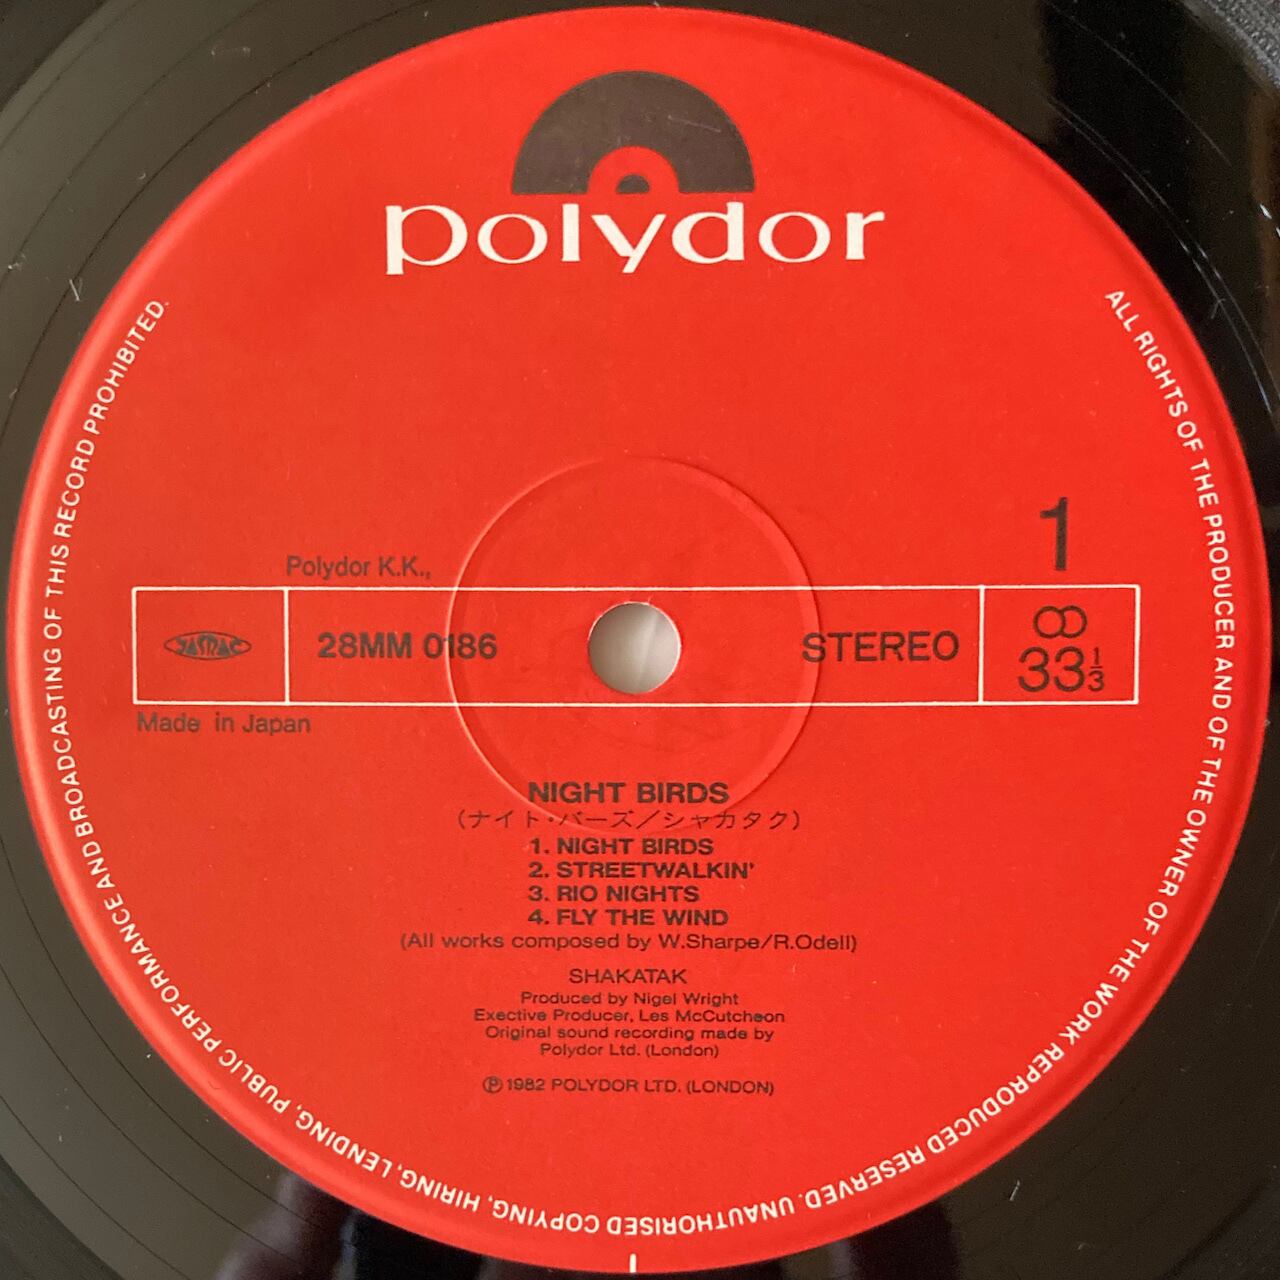 polydor
1
Polydor K.K.,
JASRAC
28MM 0186
STEREO
33 1/3
Made in Japan
NIGHT BIRDS
(ナイト・バーズ/シャカタク)
1. NIGHT BIRDS
2. STREETWALKIN'
3. RIO NIGHTS
4. FLY THE WIND
(All works composed by W.Sharpe/R.Odell)
SHAKATAK
Produced by Nigel Wright
Exective Producer, Les McCutcheon
Original sound recording made by
Polydor Ltd. (London)
Ⓟ 1982 POLYDOR LTD. (LONDON)
ALL RIGHTS OF THE PRODUCER AND OF THE OWNER OF THE WORK REPRODUCED RESERVED. UNAUTHORISED COPYING, HIRING, LENDING, PUBLIC PERFORMANCE AND BROADCASTING OF THIS RECORD PROHIBITED.